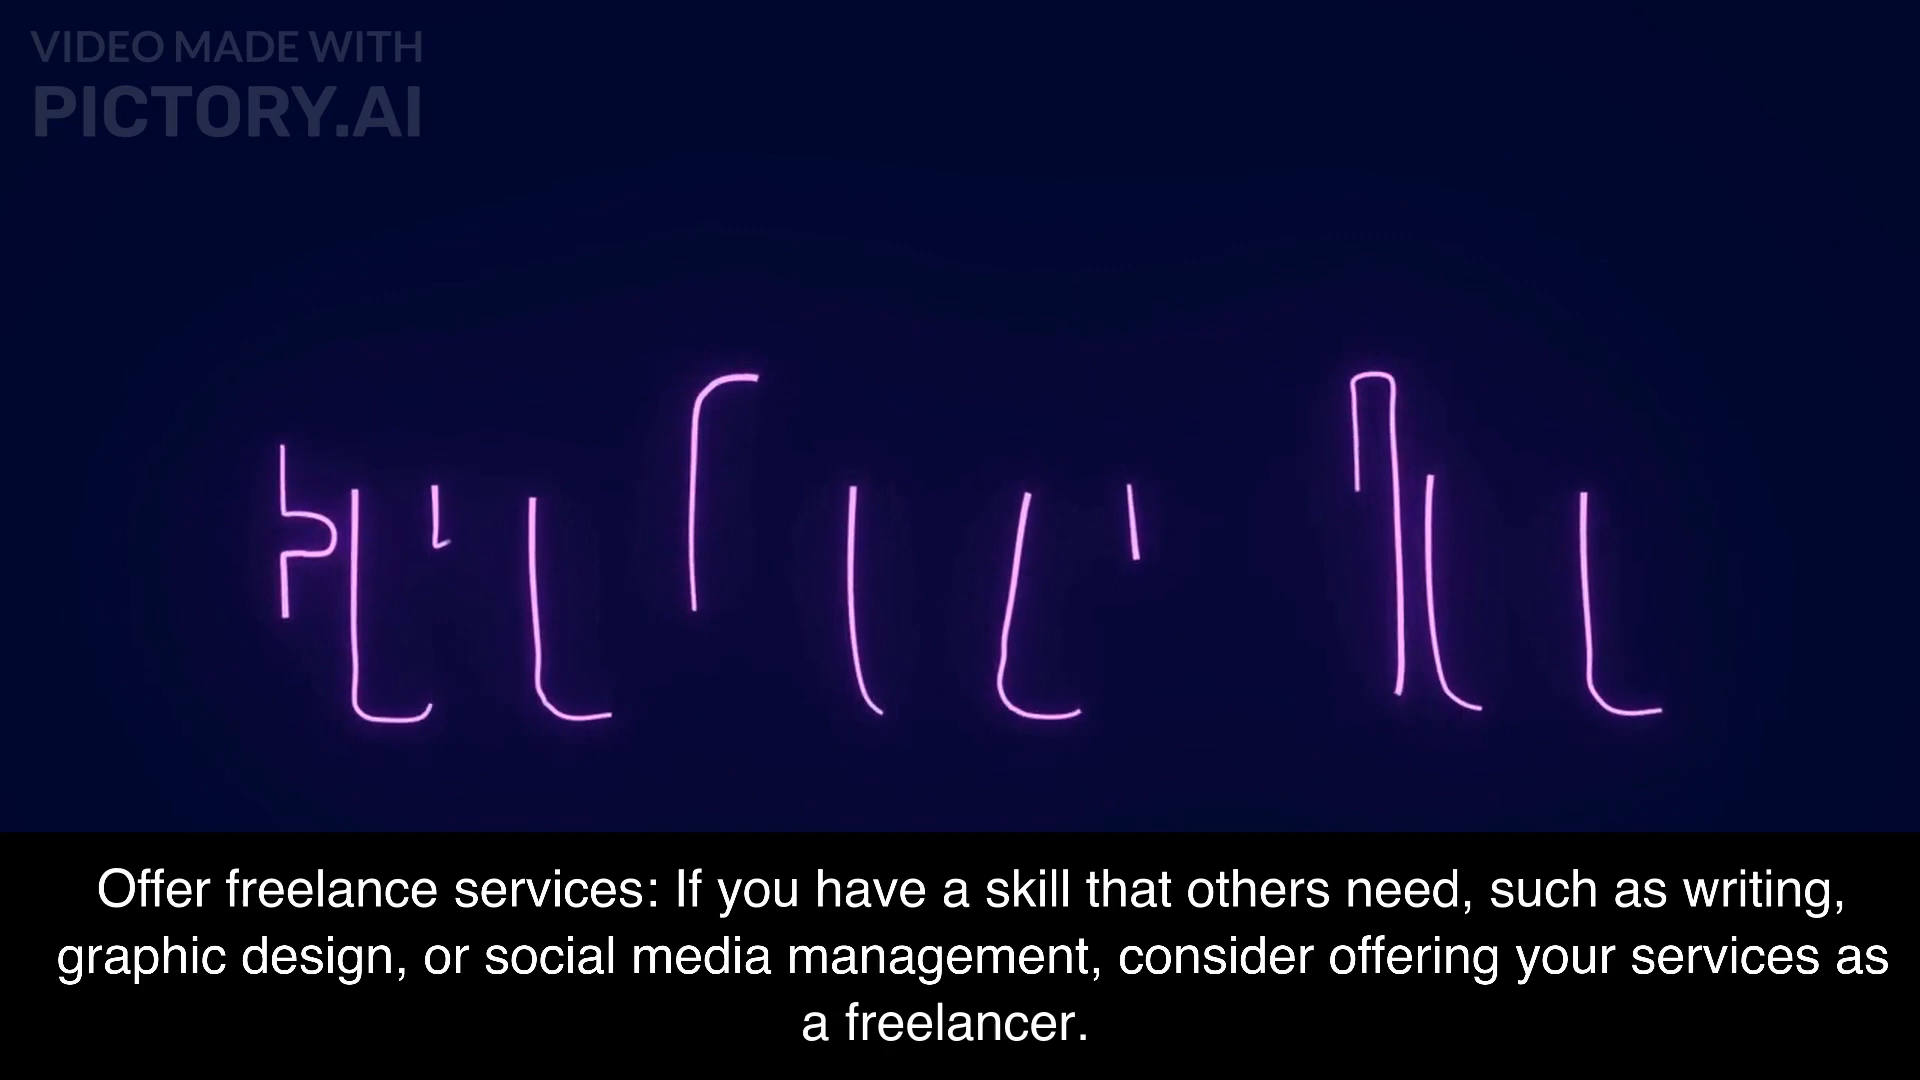 VIDEO MADE WITH
PICTORY.AI
Offer freelance services: If you have a skill that others need, such as writing,
graphic design, or social media management, consider offering your services as
a freelancer.